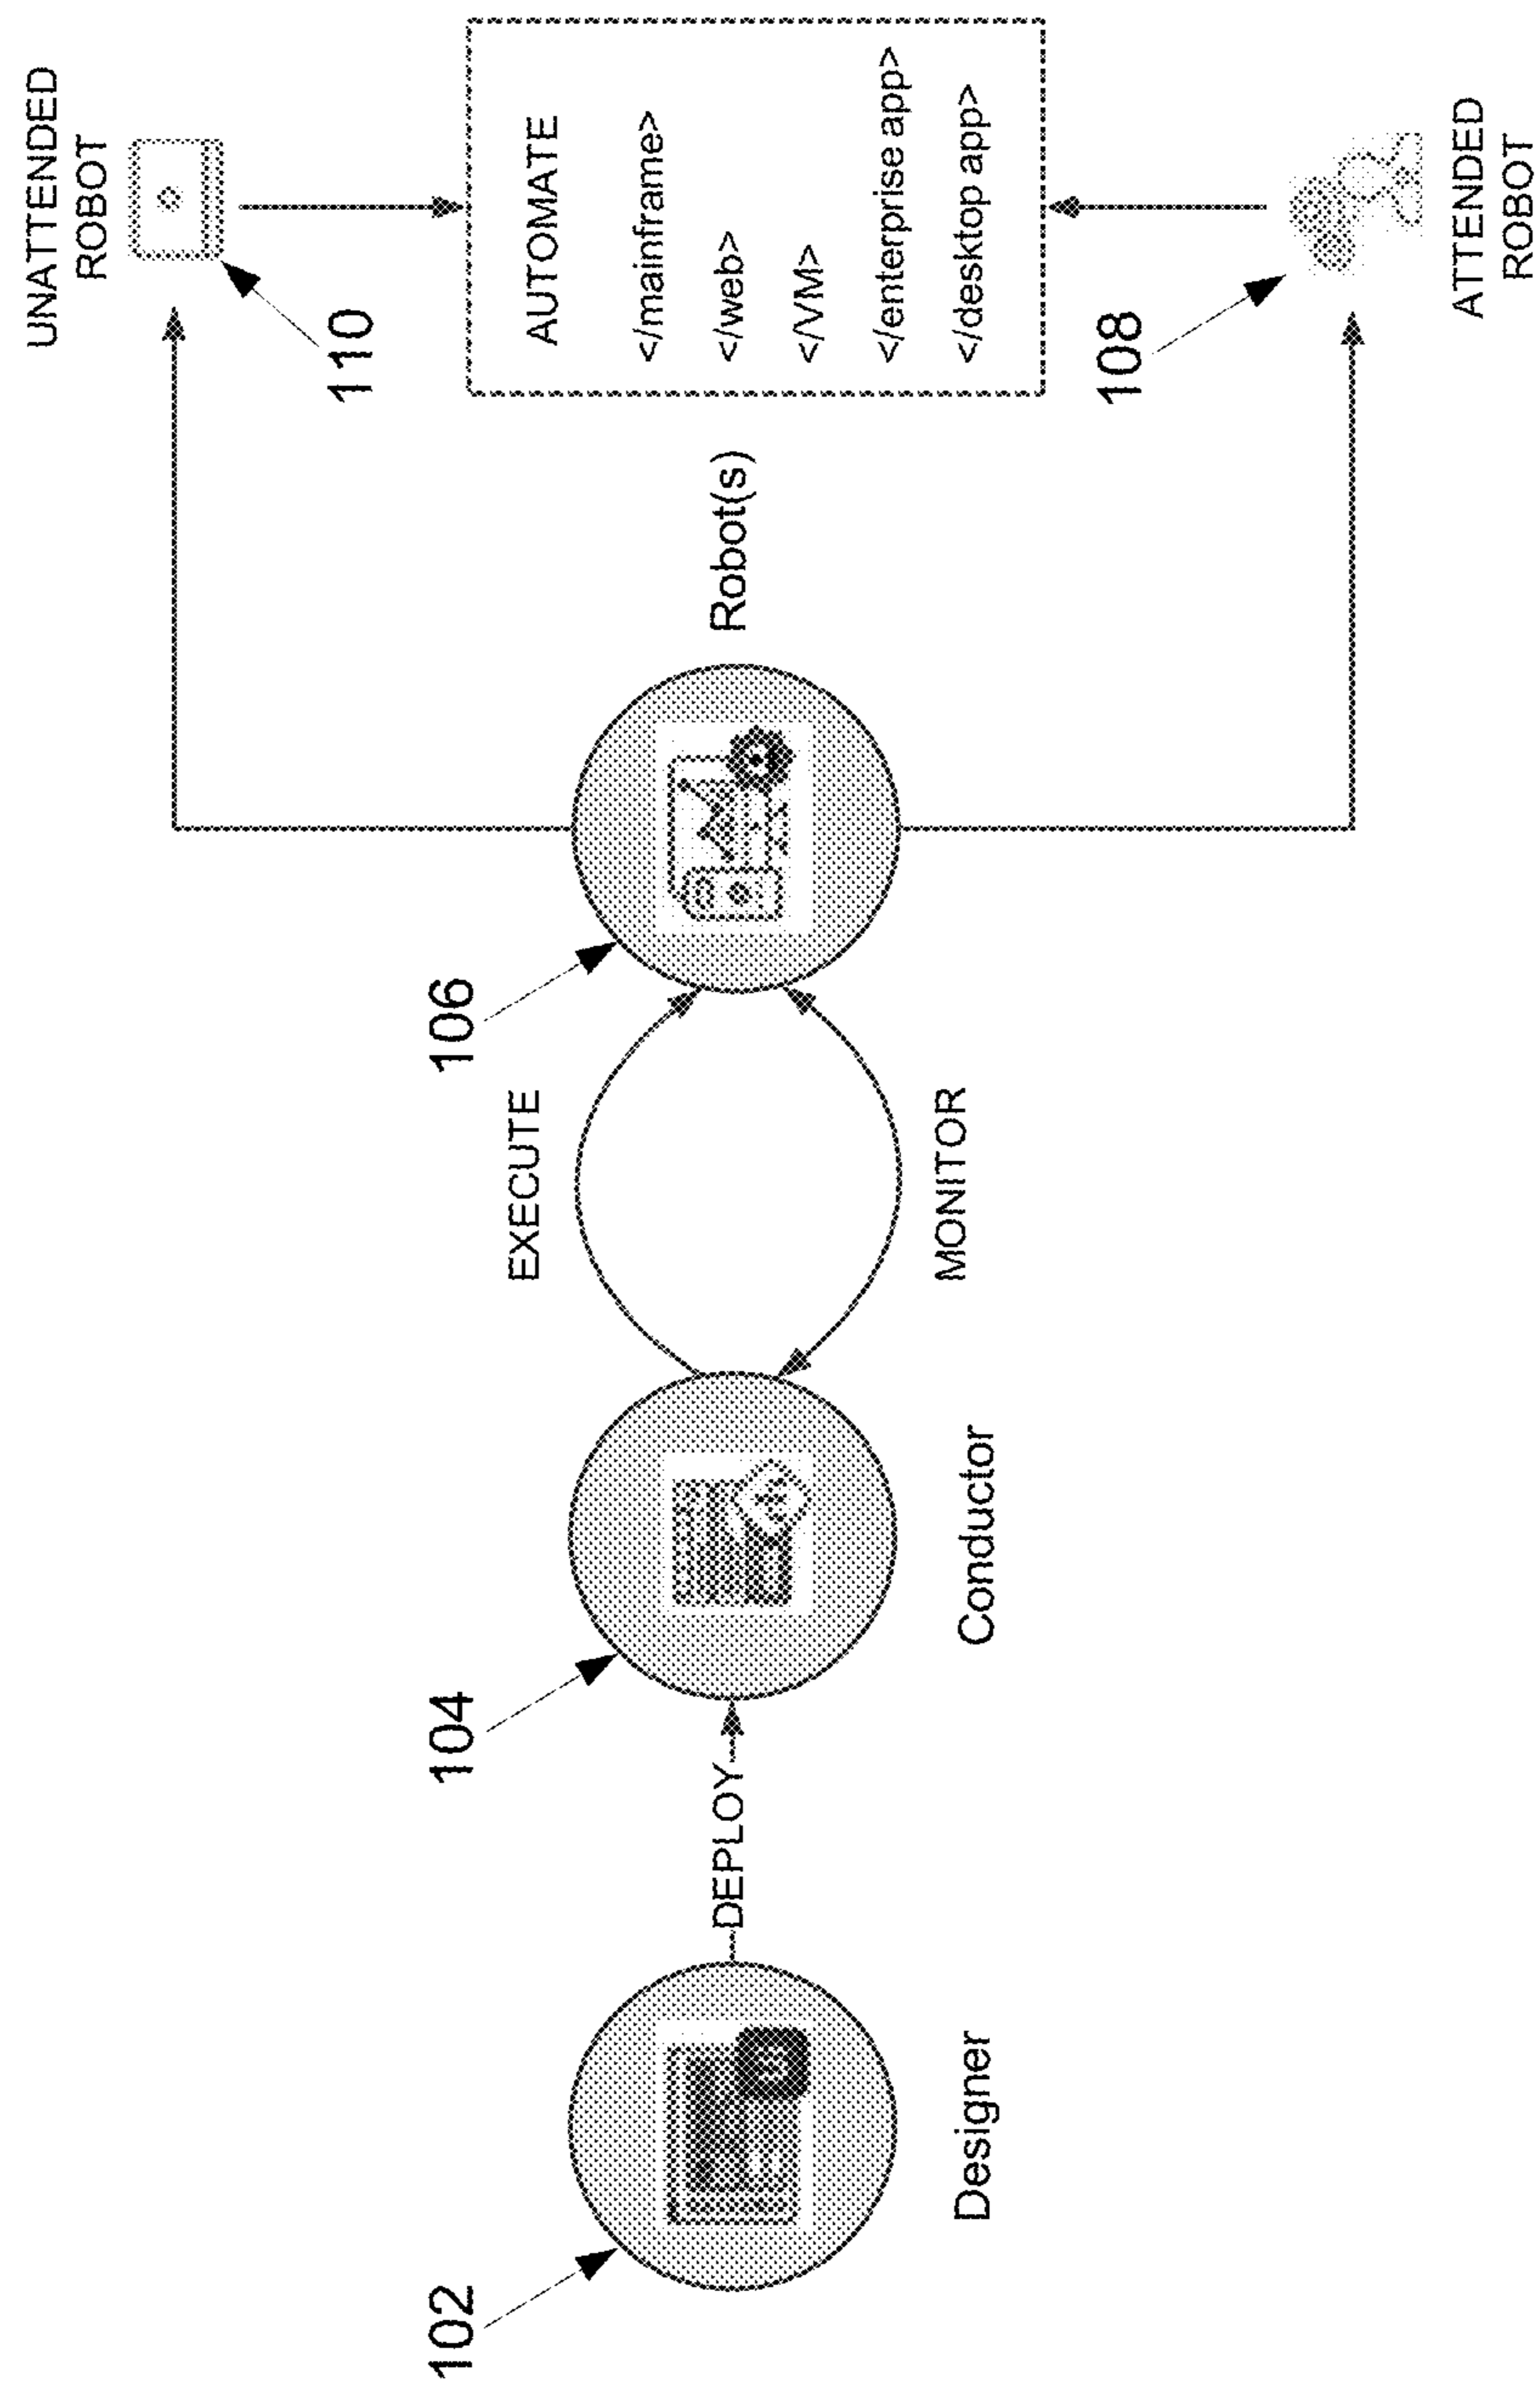 UNATTENDED
ROBOT
110
106
EXECUTE
104
102
DEPLOY
Robot(s)
AUTOMATE
</mainframe>
</web>
</VM>
</enterprise app>
</desktop app>
MONITOR
Designer
Conductor
108
ATTENDED
ROBOT